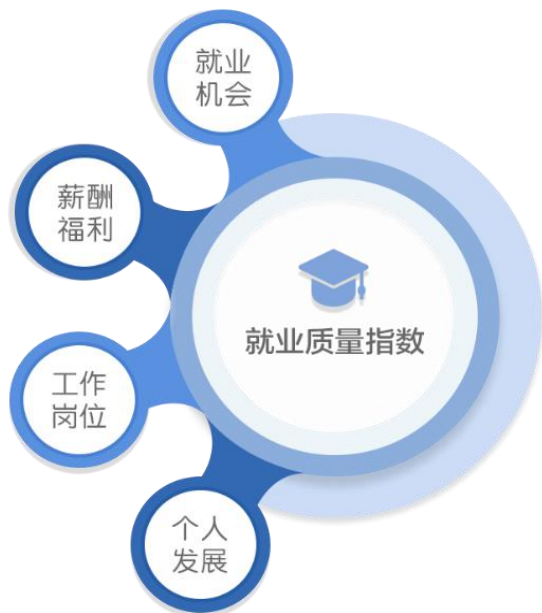 就业
机会
薪酬
福利
就业质量指数
工作
岗位
个人
发展